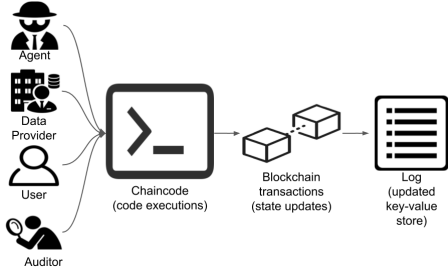 Agent
Data
Provider
User
Auditor
Chaincode
(code executions)
Blockchain
transactions
(state updates)
Log
(updated
key-value
store)